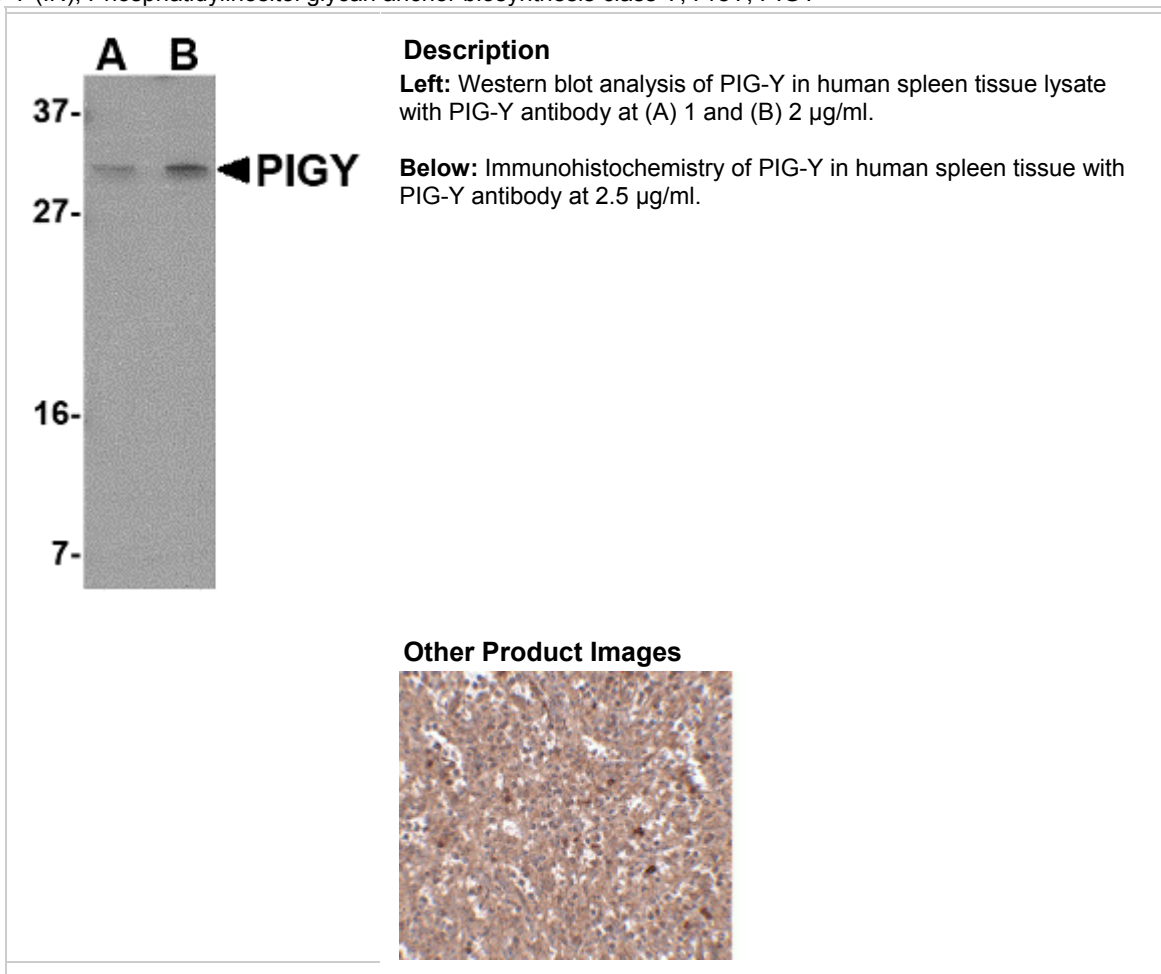 A B
37-
PIGY
27-
16-
7-
Description
Left: Western blot analysis of PIG-Y in human spleen tissue lysate
with PIG-Y antibody at (A) 1 and (B) 2 µg/ml.
Below: Immunohistochemistry of PIG-Y in human spleen tissue with
PIG-Y antibody at 2.5 µg/ml.
Other Product Images